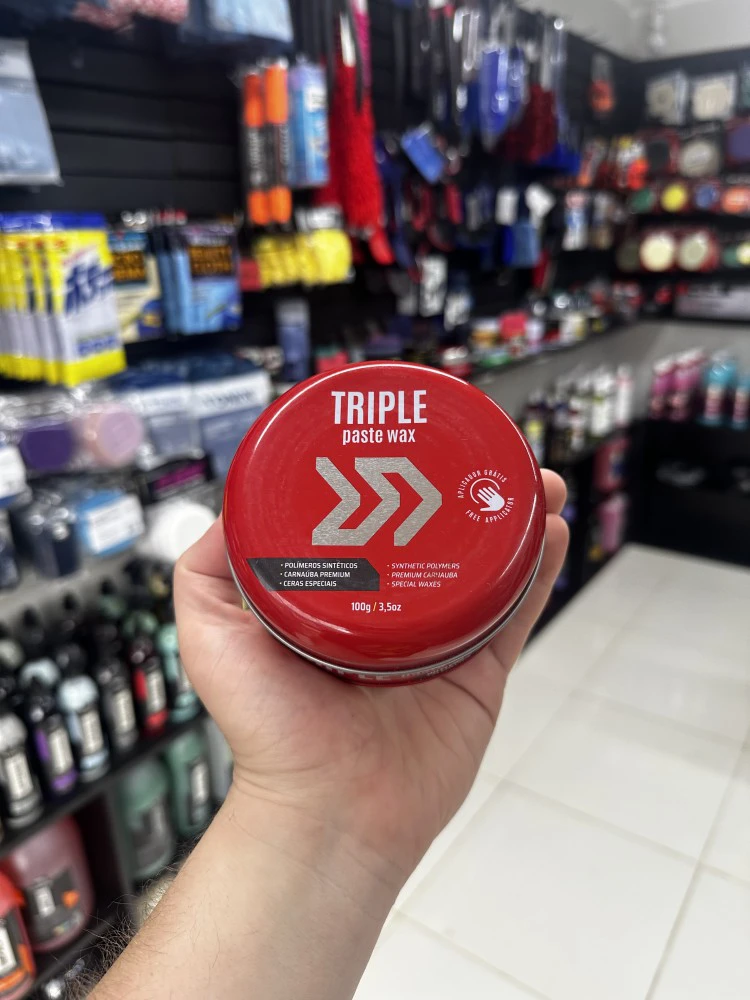 TRIPLE
paste wax
APLICADOR GRÁTIS
FREE APPLICATOR
• POLÍMEROS SINTÉTICOS
• CARNAÚBA PREMIUM
• CERAS ESPECIAIS
- SYNTHETIC POLYMERS
- PREMIUM CARNAUBA
- SPECIAL WAXES
100g / 3,5oz